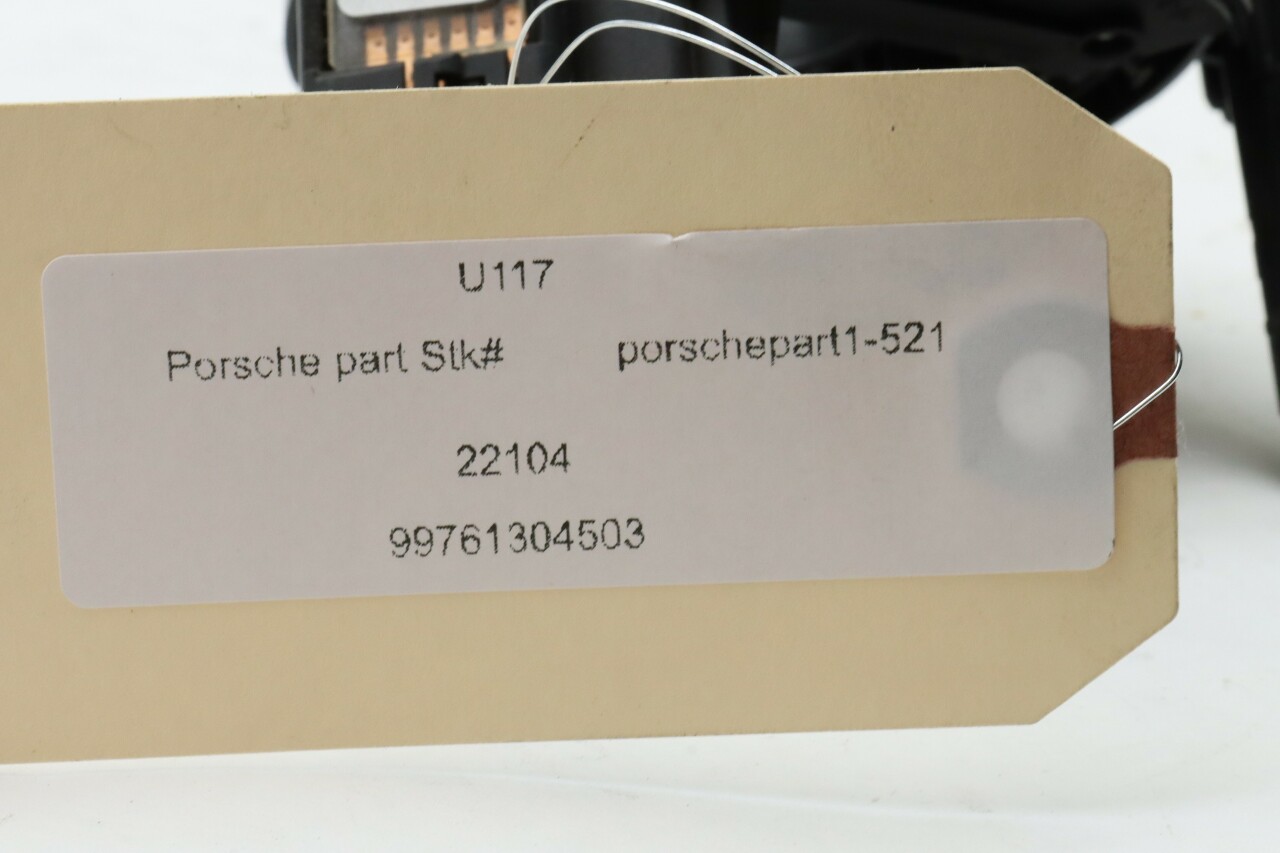 U117
Porsche part Stk# porschepart1-521
22104
99761304503